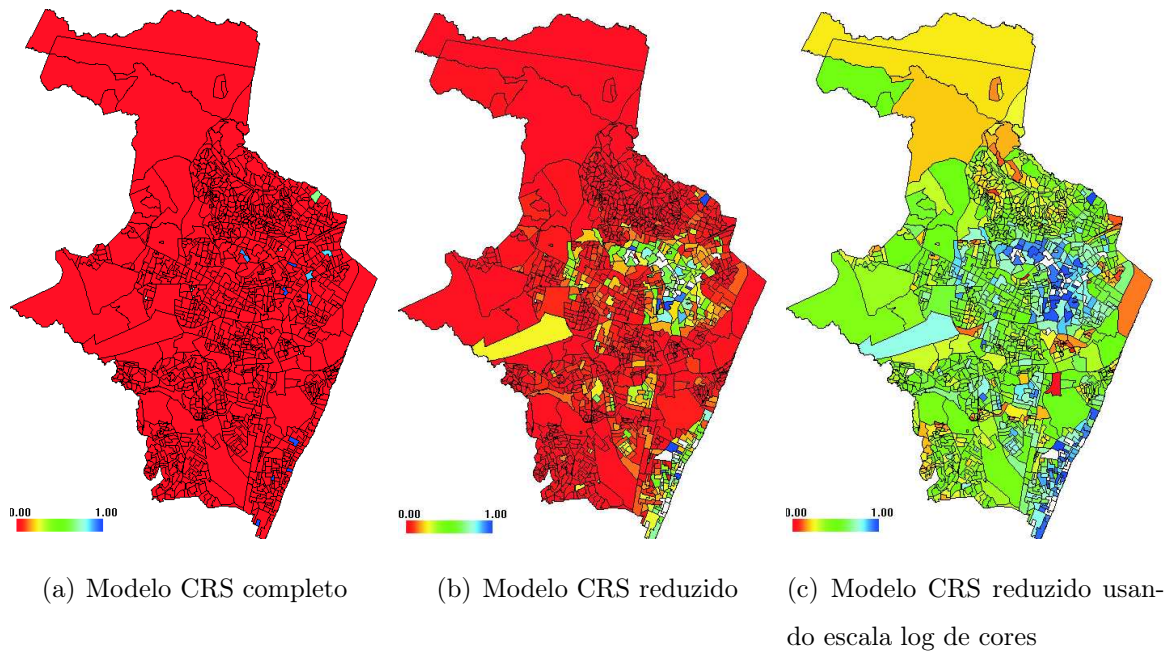 0.00 1.00
0.00 1.00
0.00 1.00
(a) Modelo CRS completo
(b) Modelo CRS reduzido
(c) Modelo CRS reduzido usan-
do escala log de cores